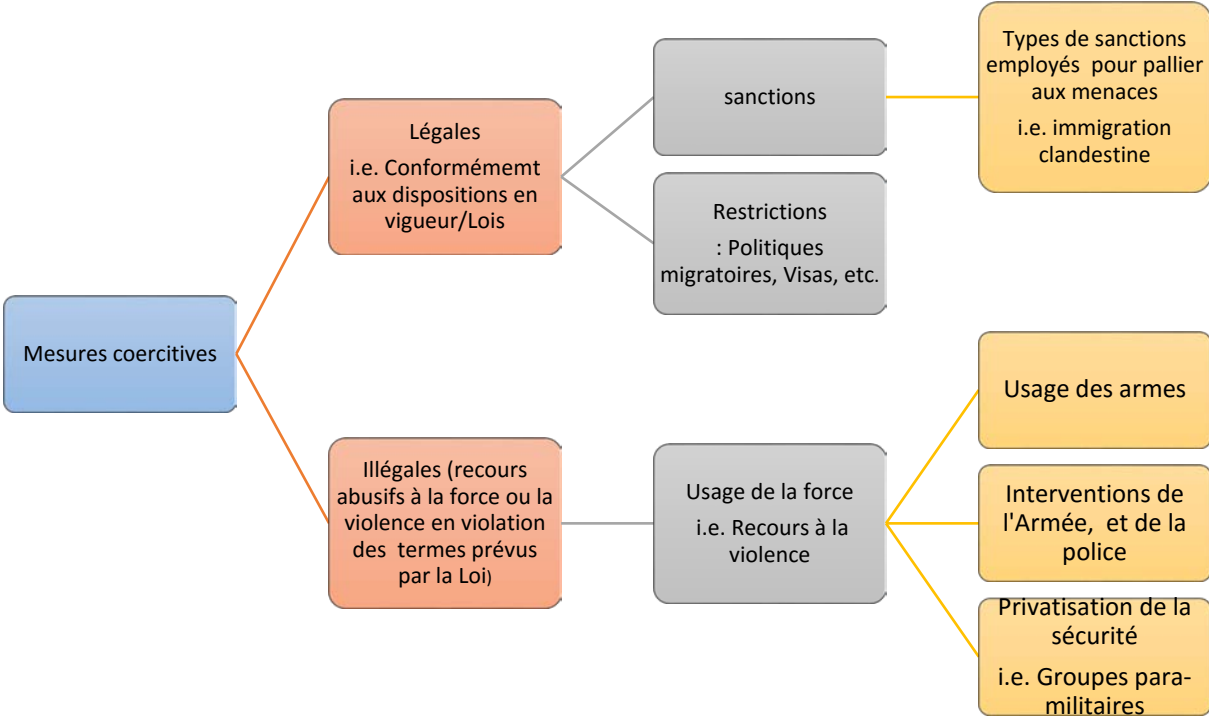 Mesures coercitives
Légales
i.e. Conformémemt
aux dispositions en
vigueur/Lois
sanctions
Types de sanctions
employés pour pallier
aux menaces
i.e. immigration
clandestine
Restrictions
: Politiques
migratoires, Visas, etc.
Illégales (recours
abusifs à la force ou la
violence en violation
des termes prévus
par la Loi)
Usage de la force
i.e. Recours à la
violence
Usage des armes
Interventions de
l'Armée, et de la
police
Privatisation de la
sécurité
i.e. Groupes para-
militaires